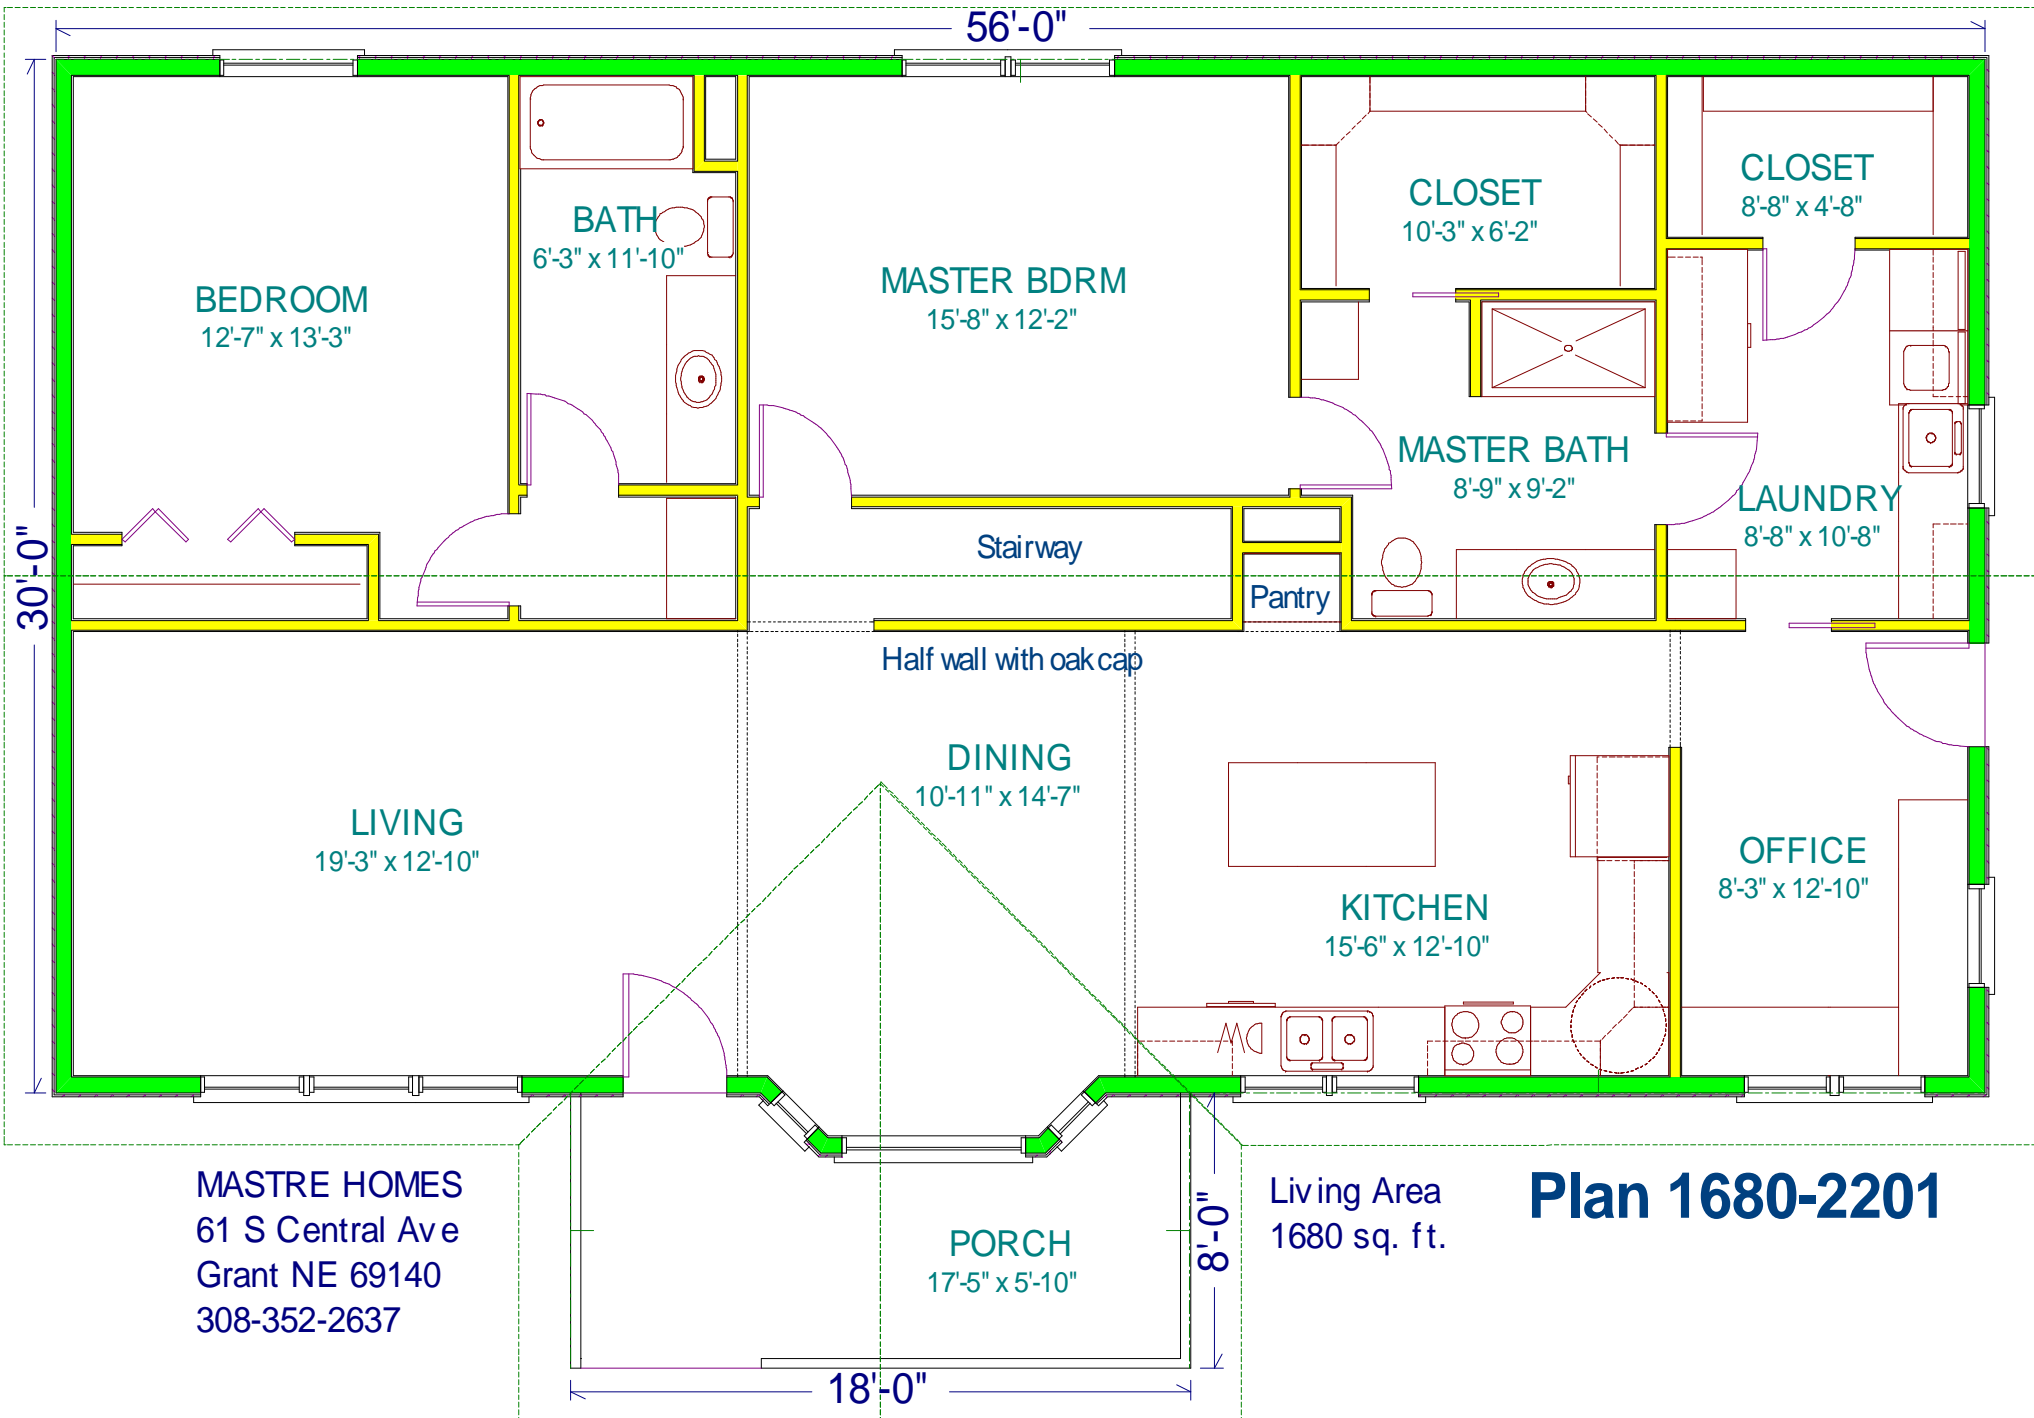 56'-0"
CLOSET
8'-8" x 4'-8"
CLOSET
10'-3" x 6'-2"
BATH
6'-3" x 11'-10"
MASTER BDRM
15'-8" x 12'-2"
BEDROOM
12'-7" x 13'-3"
MASTER BATH
8'-9" x 9'-2"
LAUNDRY
8'-8" x 10'-8"
30'-0"
Stairway
Pantry
Half wall with oak cap
DINING
10'-11" x 14'-7"
LIVING
19'-3" x 12'-10"
OFFICE
8'-3" x 12'-10"
KITCHEN
15'-6" x 12'-10"
MASTRE HOMES
61 S Central Ave
Grant NE 69140
308-352-2637
PORCH
17'-5" x 5'-10"
8'-0"
18'-0"
Living Area
1680 sq. ft.
Plan 1680-2201